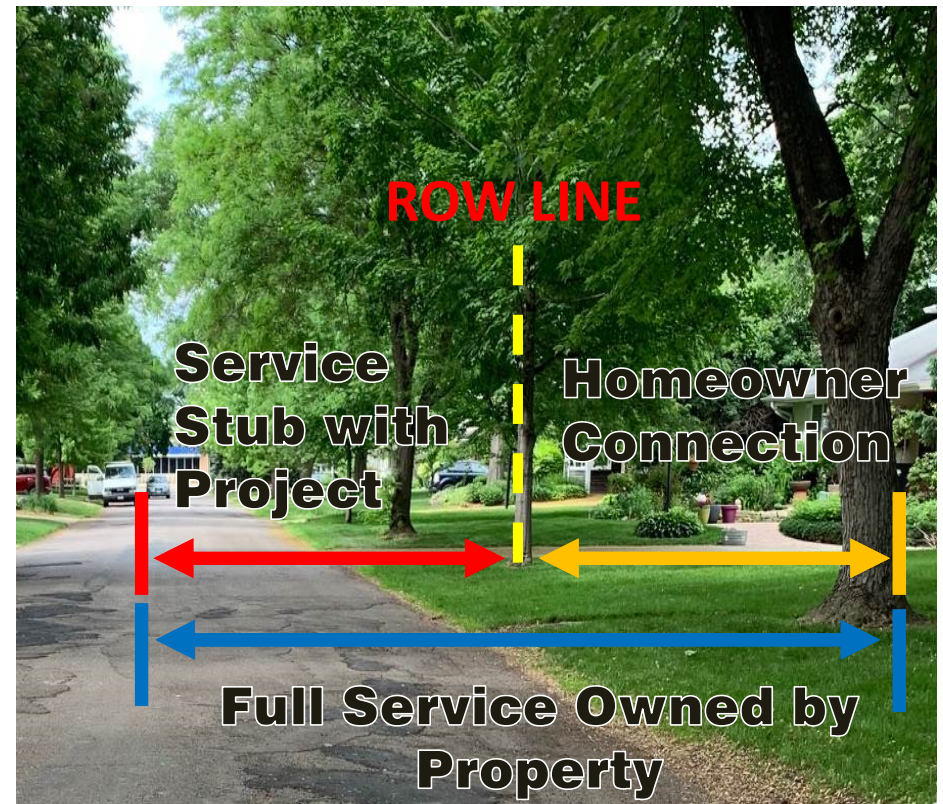 ROW LINE
Service
Stub with
Project
Homeowner
Connection
Full Service Owned by
Property